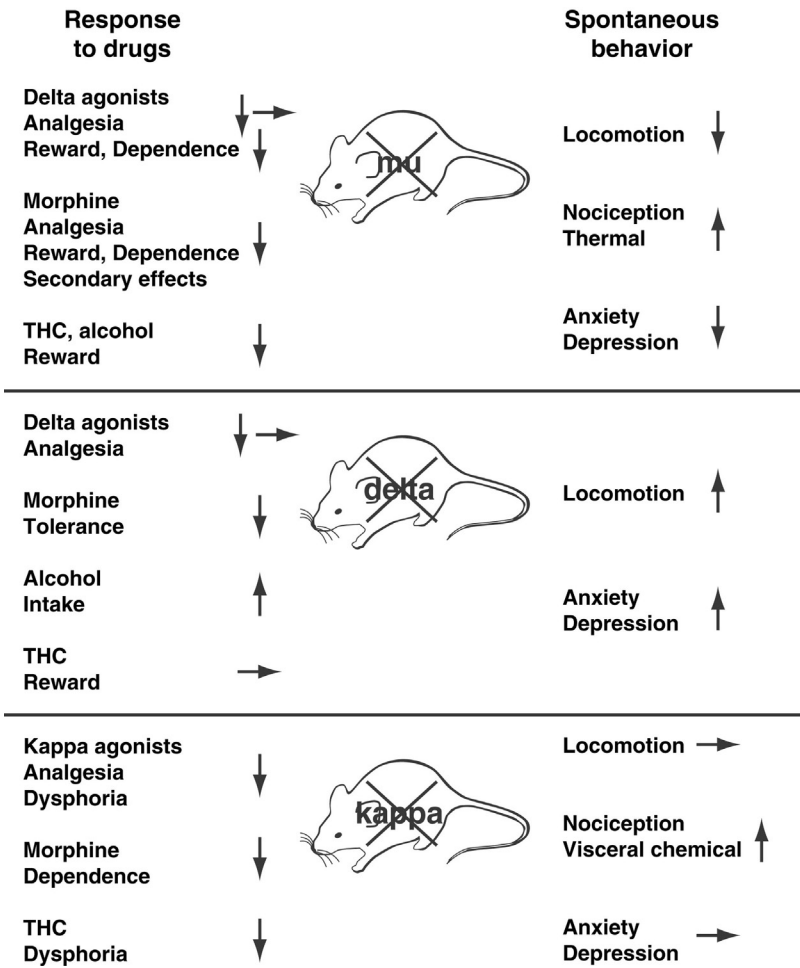 Response
to drugs
Spontaneous
behavior
Delta agonists
Analgesia
Reward, Dependence
Morphine
Analgesia
Reward, Dependence
Secondary effects
THC, alcohol
Reward
mu
Locomotion
Nociception
Thermal
Anxiety
Depression
Delta agonists
Analgesia
Morphine
Tolerance
Alcohol
Intake
THC
Reward
delta
Locomotion
Anxiety
Depression
Kappa agonists
Analgesia
Dysphoria
Morphine
Dependence
THC
Dysphoria
kappa
Locomotion
Nociception
Visceral chemical
Anxiety
Depression